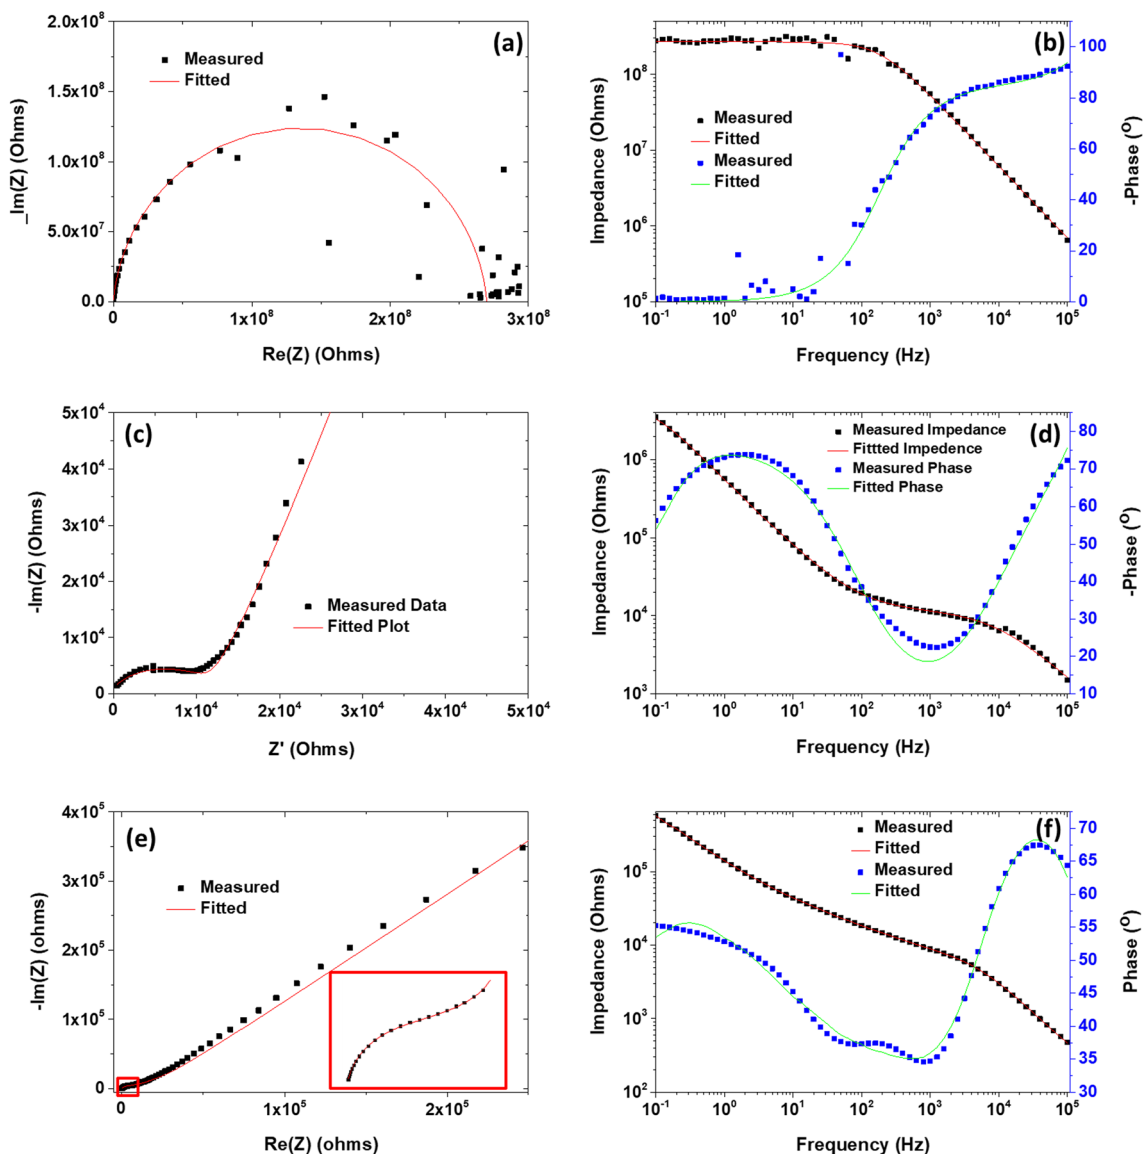 (a)
2.0x10⁸
1.5x10⁸
1.0x10⁸
5.0x10⁷
0.0
_Im(Z) (Ohms)
Measured
Fitted
0
1x10⁸
2x10⁸
3x10⁸
Re(Z) (Ohms)
(b)
10⁸
10⁷
10⁶
10⁵
Impedance (Ohms)
Measured
Fitted
Measured
Fitted
100
80
60
40
20
0
-Phase (°)
10⁻¹ 10⁰ 10¹ 10² 10³ 10⁴ 10⁵
Frequency (Hz)
(c)
5x10⁴
4x10⁴
3x10⁴
2x10⁴
1x10⁴
0
-Im(Z) (Ohms)
Measured Data
Fitted Plot
0 1x10⁴ 2x10⁴ 3x10⁴ 4x10⁴ 5x10⁴
Z' (Ohms)
(d)
10⁶
10⁵
10⁴
10³
Impedance (Ohms)
Measured Impedance
Fittted Impedence
Measured Phase
Fitted Phase
80
70
60
50
40
30
20
10
-Phase (°)
10⁻¹ 10⁰ 10¹ 10² 10³ 10⁴ 10⁵
Frequency (Hz)
(e)
4x10⁵
3x10⁵
2x10⁵
1x10⁵
0
-Im(Z) (ohms)
Measured
Fitted
0
1x10⁵
2x10⁵
Re(Z) (ohms)
(f)
10⁵
10⁴
10³
10²
Impedance (Ohms)
Measured
Fitted
Measured
Fitted
70
65
60
55
50
45
40
35
30
Phase (°)
10⁻¹ 10⁰ 10¹ 10² 10³ 10⁴ 10⁵
Frequency (Hz)